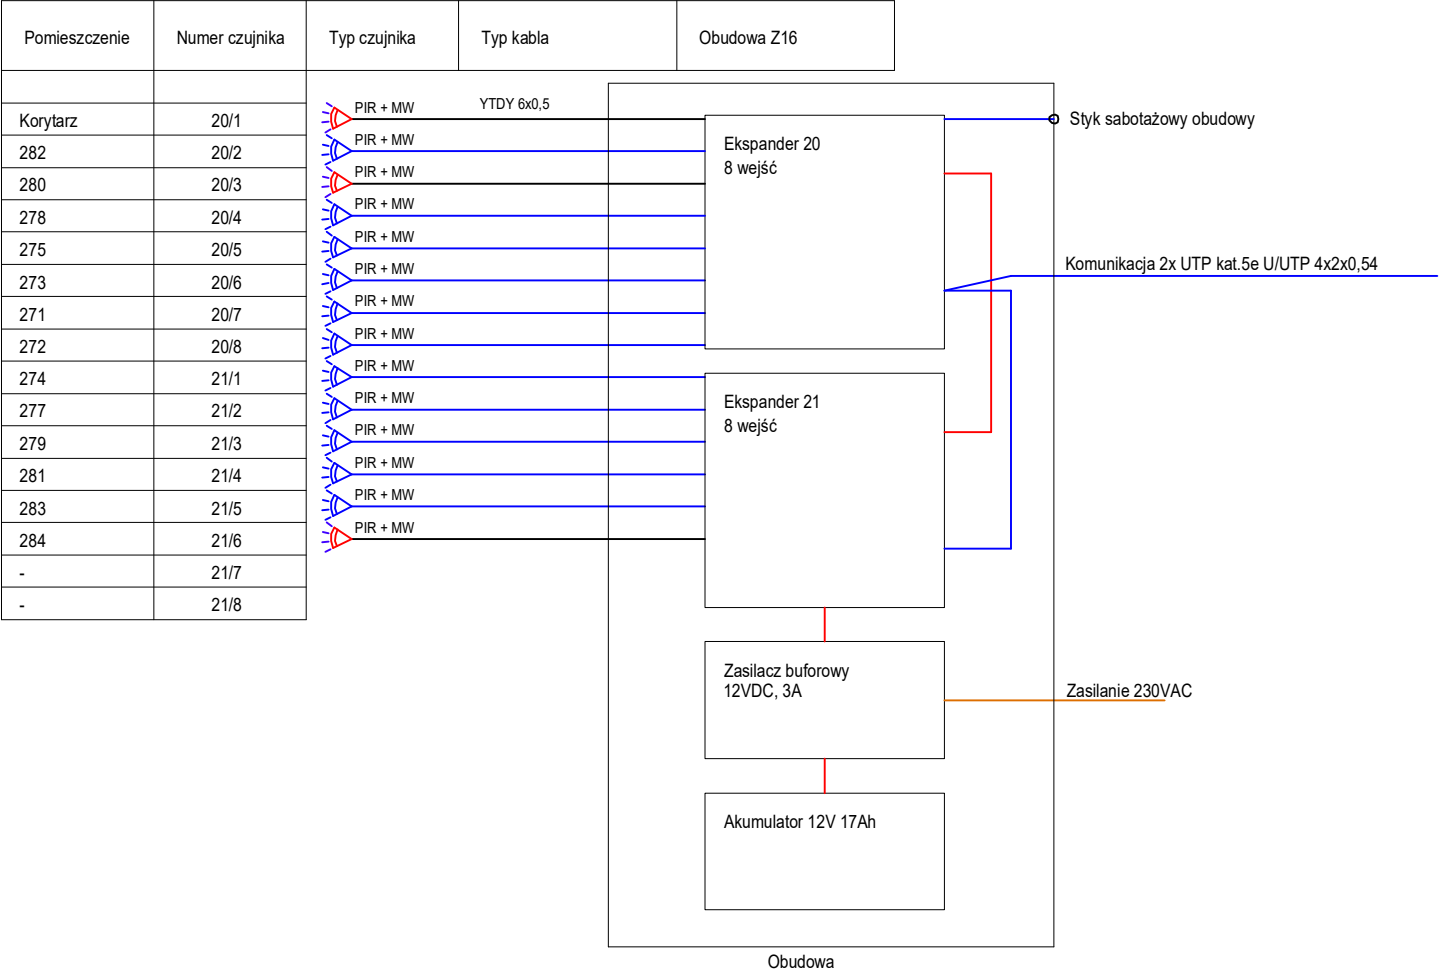 Pomieszczenie Numer czujnika Typ czujnika Typ kabla Obudowa Z16
Korytarz 20/1 PIR + MW YTDY 6x0,5
282 20/2 PIR + MW
280 20/3 PIR + MW
278 20/4 PIR + MW
275 20/5 PIR + MW
273 20/6 PIR + MW
271 20/7 PIR + MW
272 20/8 PIR + MW
274 21/1 PIR + MW
277 21/2 PIR + MW
279 21/3 PIR + MW
281 21/4 PIR + MW
283 21/5 PIR + MW
284 21/6 PIR + MW
- 21/7
- 21/8
Ekspander 20
8 wejść
Styk sabotażowy obudowy
Komunikacja 2x UTP kat.5e U/UTP 4x2x0,54
Ekspander 21
8 wejść
Zasilacz buforowy
12VDC, 3A
Zasilanie 230VAC
Akumulator 12V 17Ah
Obudowa